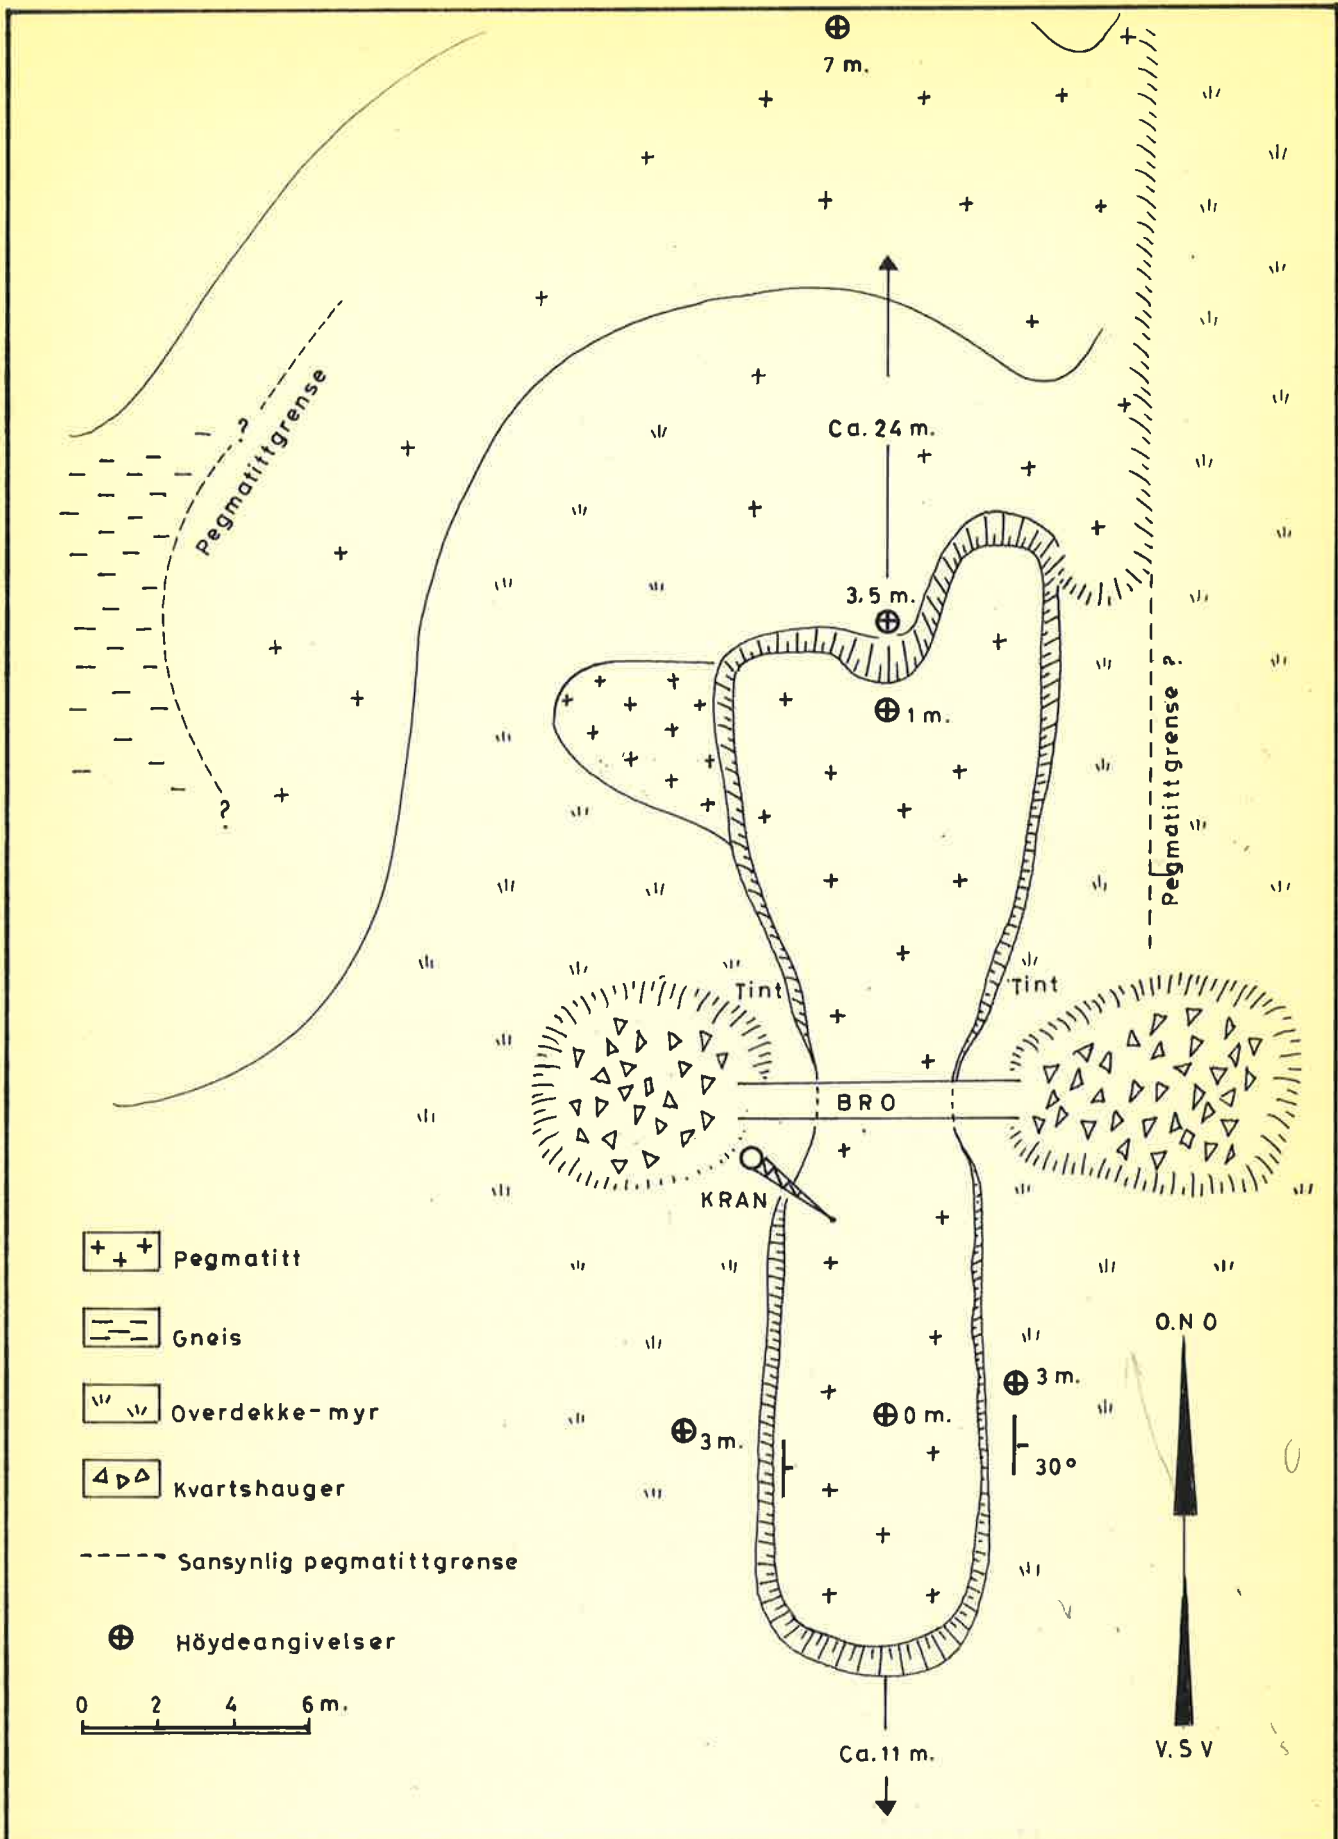 7 m.
Pegmatittgrense
?
Ca. 24 m.
3,5 m.
1 m.
Pegmatittgrense ?
?
Tint
Tint
BRO
KRAN
Pegmatitt
Gneis
Overdekke-myr
Kvartshauger
Sansynlig pegmatittgrense
Höydeangivelser
0 2 4 6 m.
3 m.
0 m.
3 m.
30°
O.N O
V. S V
Ca. 11 m.